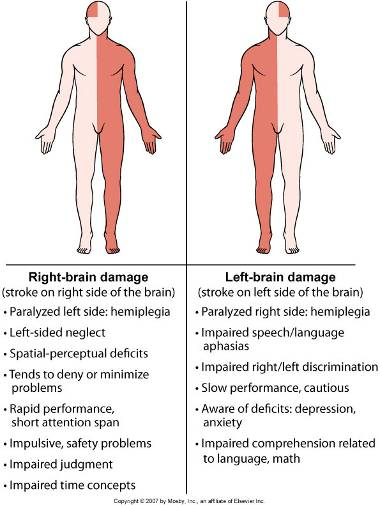 Right-brain damage
(stroke on right side of the brain)
• Paralyzed left side: hemiplegia
• Left-sided neglect
• Spatial-perceptual deficits
• Tends to deny or minimize
problems
• Rapid performance,
short attention span
• Impulsive, safety problems
• Impaired judgment
• Impaired time concepts
Left-brain damage
(stroke on left side of the brain)
• Paralyzed right side: hemiplegia
• Impaired speech/language
aphasias
• Impaired right/left discrimination
• Slow performance, cautious
• Aware of deficits: depression,
anxiety
• Impaired comprehension related
to language, math
Copyright © 2007 by Mosby, Inc., an affiliate of Elsevier Inc.